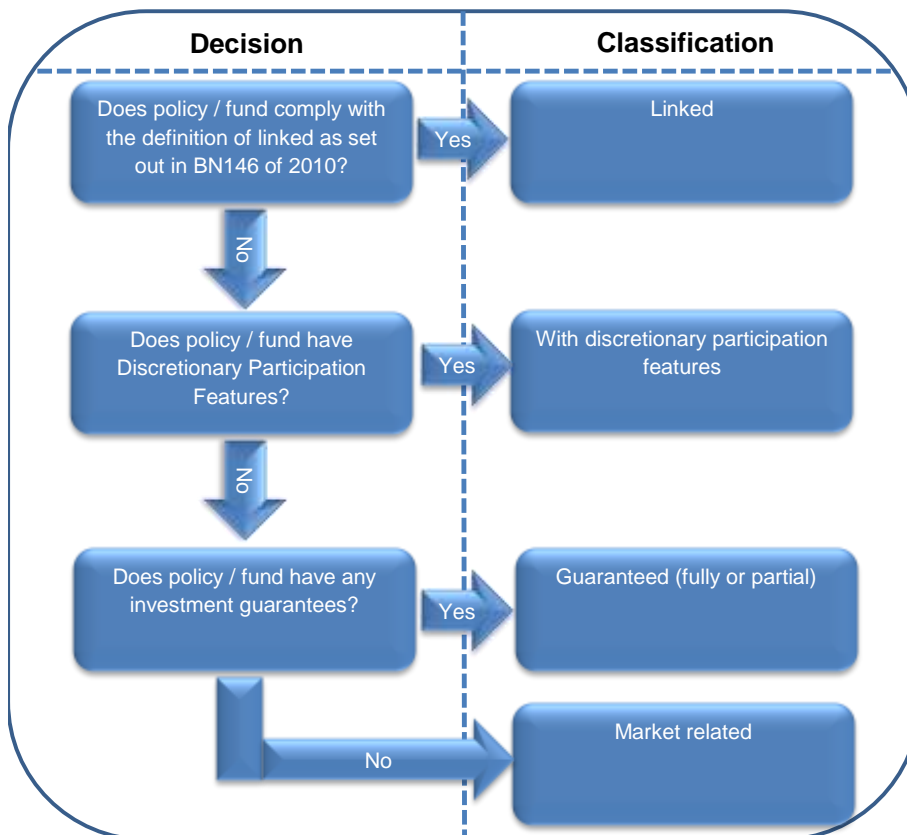 Decision
Classification
Does policy / fund comply with
the definition of linked as set
out in BN146 of 2010?
Yes
Linked
No
Does policy / fund have
Discretionary Participation
Features?
Yes
With discretionary participation
features
No
Does policy / fund have any
investment guarantees?
Yes
Guaranteed (fully or partial)
No
Market related